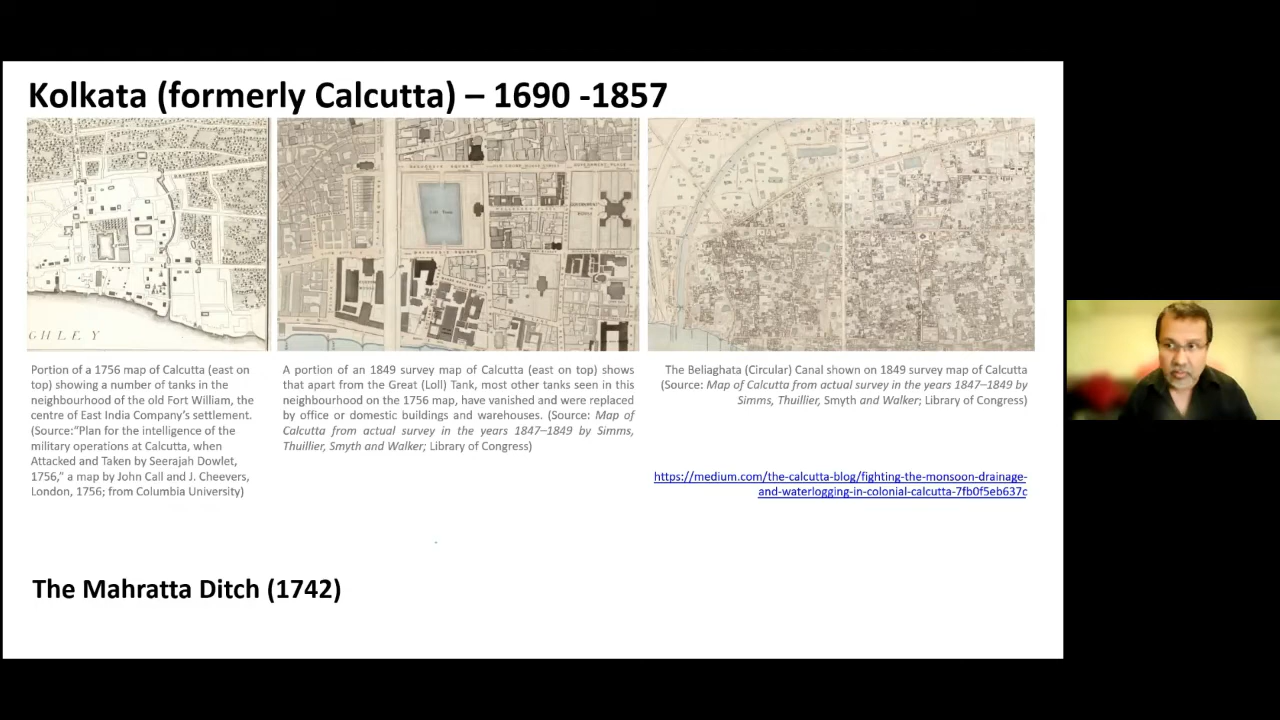 Kolkata (formerly Calcutta) – 1690 -1857
GHLEY
Loll Tank
Portion of a 1756 map of Calcutta (east on
top) showing a number of tanks in the
neighbourhood of the old Fort William, the
centre of East India Company's settlement.
(Source:"Plan for the intelligence of the
military operations at Calcutta, when
Attacked and Taken by Seerajah Dowlet,
1756," a map by John Call and J. Cheevers,
London, 1756; from Columbia University)
A portion of an 1849 survey map of Calcutta (east on top) shows
that apart from the Great (Loll) Tank, most other tanks seen in this
neighbourhood on the 1756 map, have vanished and were replaced
by office or domestic buildings and warehouses. (Source: Map of
Calcutta from actual survey in the years 1847–1849 by Simms,
Thuillier, Smyth and Walker; Library of Congress)
The Beliaghata (Circular) Canal shown on 1849 survey map of Calcutta
(Source: Map of Calcutta from actual survey in the years 1847–1849 by
Simms, Thuillier, Smyth and Walker; Library of Congress)
https://medium.com/the-calcutta-blog/fighting-the-monsoon-drainage-
and-waterlogging-in-colonial-calcutta-7fb0f5eb637c
The Mahratta Ditch (1742)